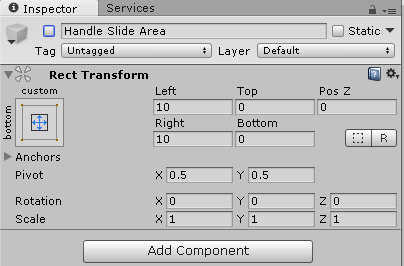 Inspector Services
Handle Slide Area Static
Tag Untagged Layer Default
Rect Transform
custom
bottom
Left Top Pos Z
10 0 0
Right Bottom
10 0 R
Anchors
Pivot X 0.5 Y 0.5
Rotation X 0 Y 0 Z 0
Scale X 1 Y 1 Z 1
Add Component